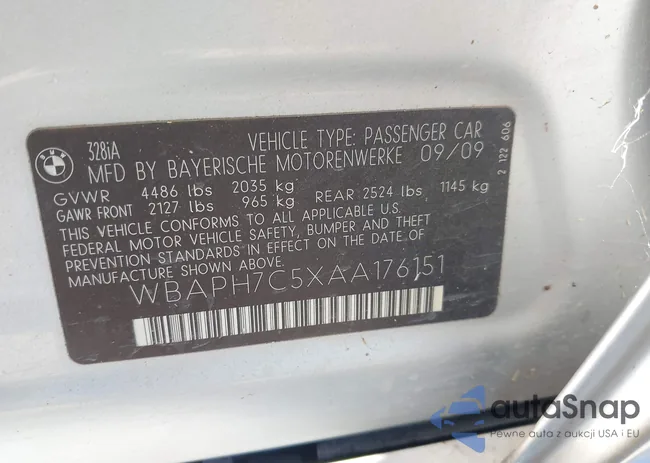 BMW
328iA
VEHICLE TYPE: PASSENGER CAR
MFD BY BAYERISCHE MOTORENWERKE 09/09
GVWR 4486 lbs 2035 kg
GAWR FRONT 2127 lbs 965 kg REAR 2524 lbs 1145 kg
THIS VEHICLE CONFORMS TO ALL APPLICABLE U.S.
FEDERAL MOTOR VEHICLE SAFETY, BUMPER AND THEFT
PREVENTION STANDARDS IN EFFECT ON THE DATE OF
MANUFACTURE SHOWN ABOVE.
WBAPH7C5XAA176151
2 122 606
autoSnap
Pewne auta z aukcji USA i EU